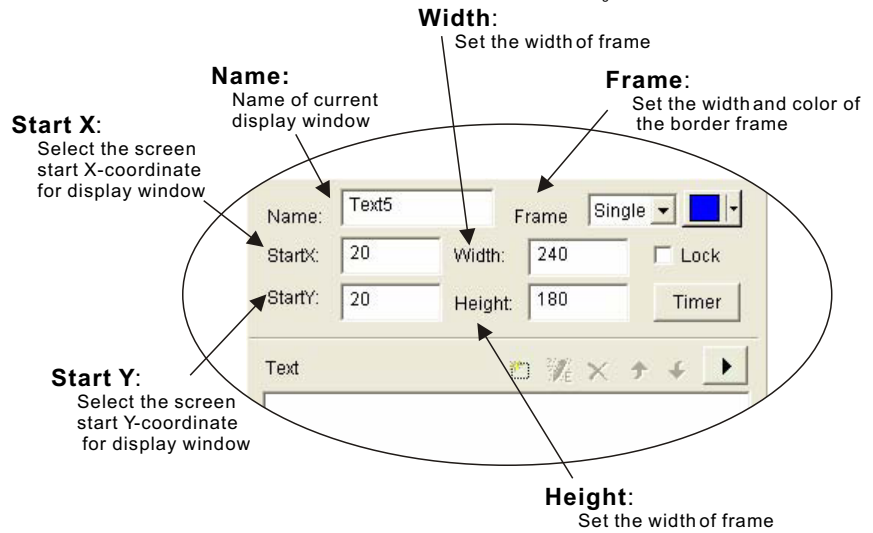 Width:
Set the width of frame
Name:
Name of current
display window
Frame:
Set the width and color of
the border frame
Start X:
Select the screen
start X-coordinate
for display window
Name: Text5 Frame Single
StartX: 20 Width: 240 Lock
StartY: 20 Height: 180 Timer
Text
Start Y:
Select the screen
start Y-coordinate
for display window
Height:
Set the width of frame